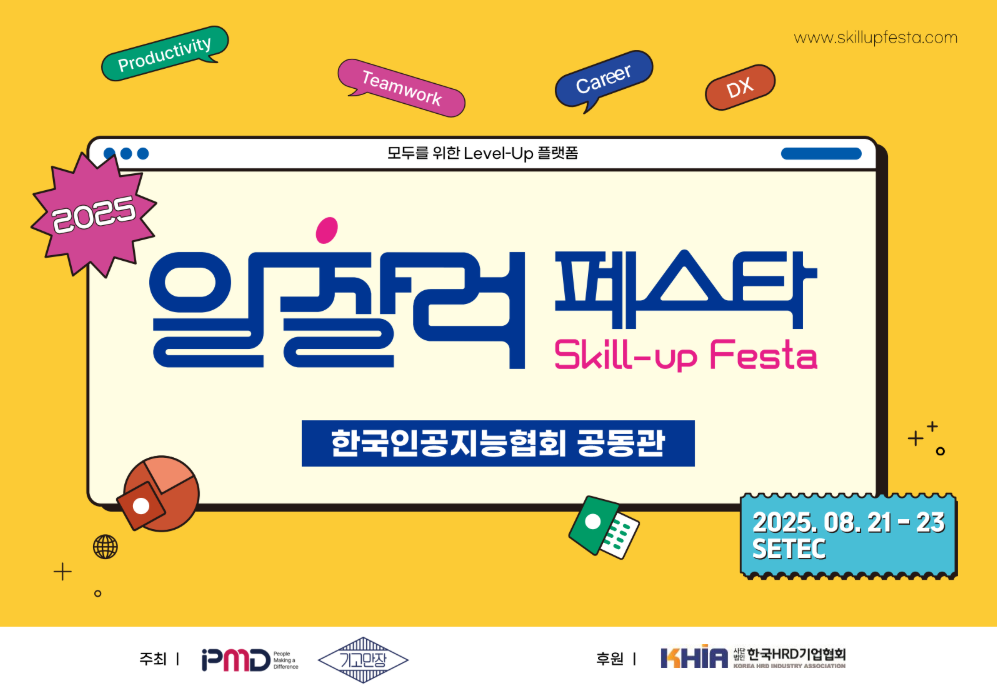 www.skillupfesta.com
Productivity
Teamwork
Career
DX
모두를 위한 Level-Up 플랫폼
2025
일잘러 페스타
Skill-up Festa
한국인공지능협회 공동관
2025. 08. 21 - 23
SETEC
주최 | PMD People Making a Difference 기고만장
후원 | KHIA 사단법인 한국HRD기업협회
KOREA HRD INDUSTRY ASSOCIATION